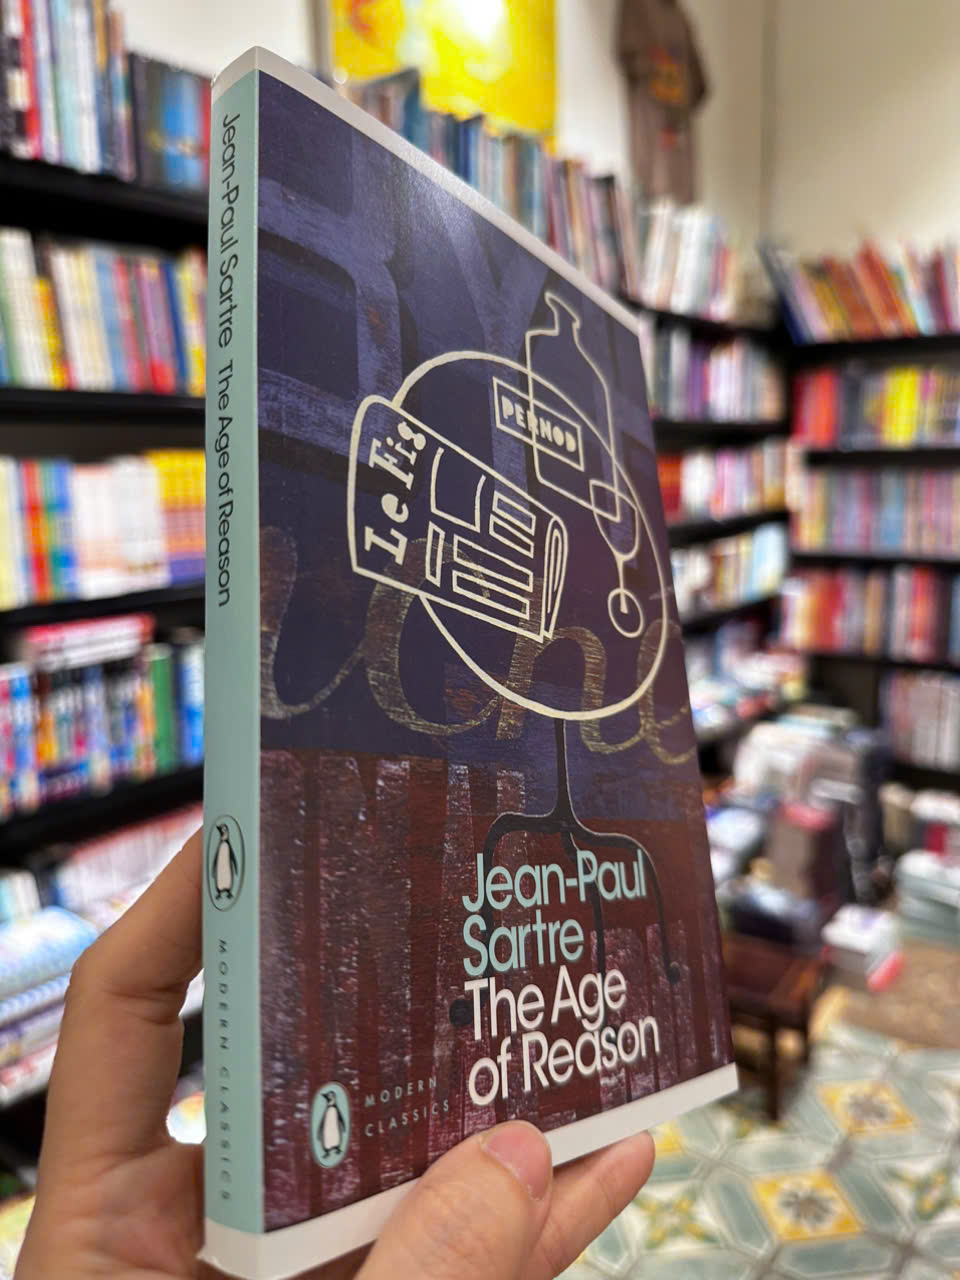 Jean-Paul Sartre The Age of Reason
MODERN CLASSICS
PERNOD
Le Fig
Jean-Paul
Sartre
The Age
of Reason
MODERN
CLASSICS